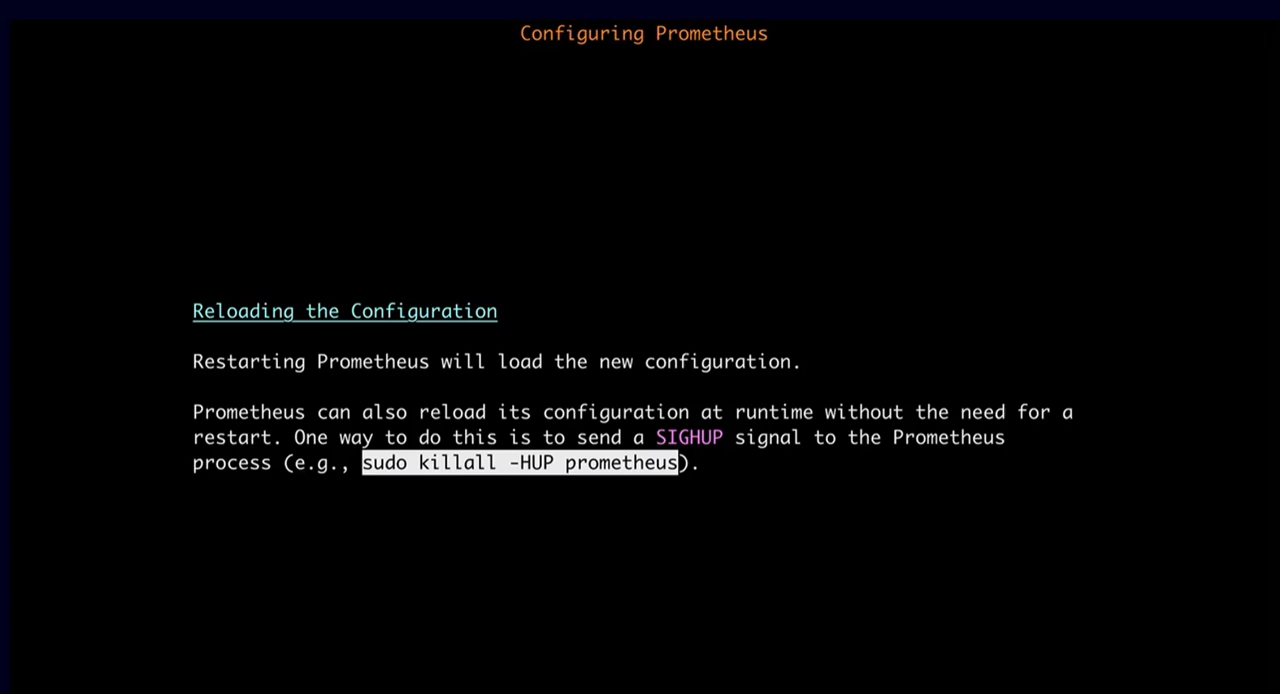 Configuring Prometheus
Reloading the Configuration
Restarting Prometheus will load the new configuration.
Prometheus can also reload its configuration at runtime without the need for a
restart. One way to do this is to send a SIGHUP signal to the Prometheus
process (e.g., sudo killall -HUP prometheus).